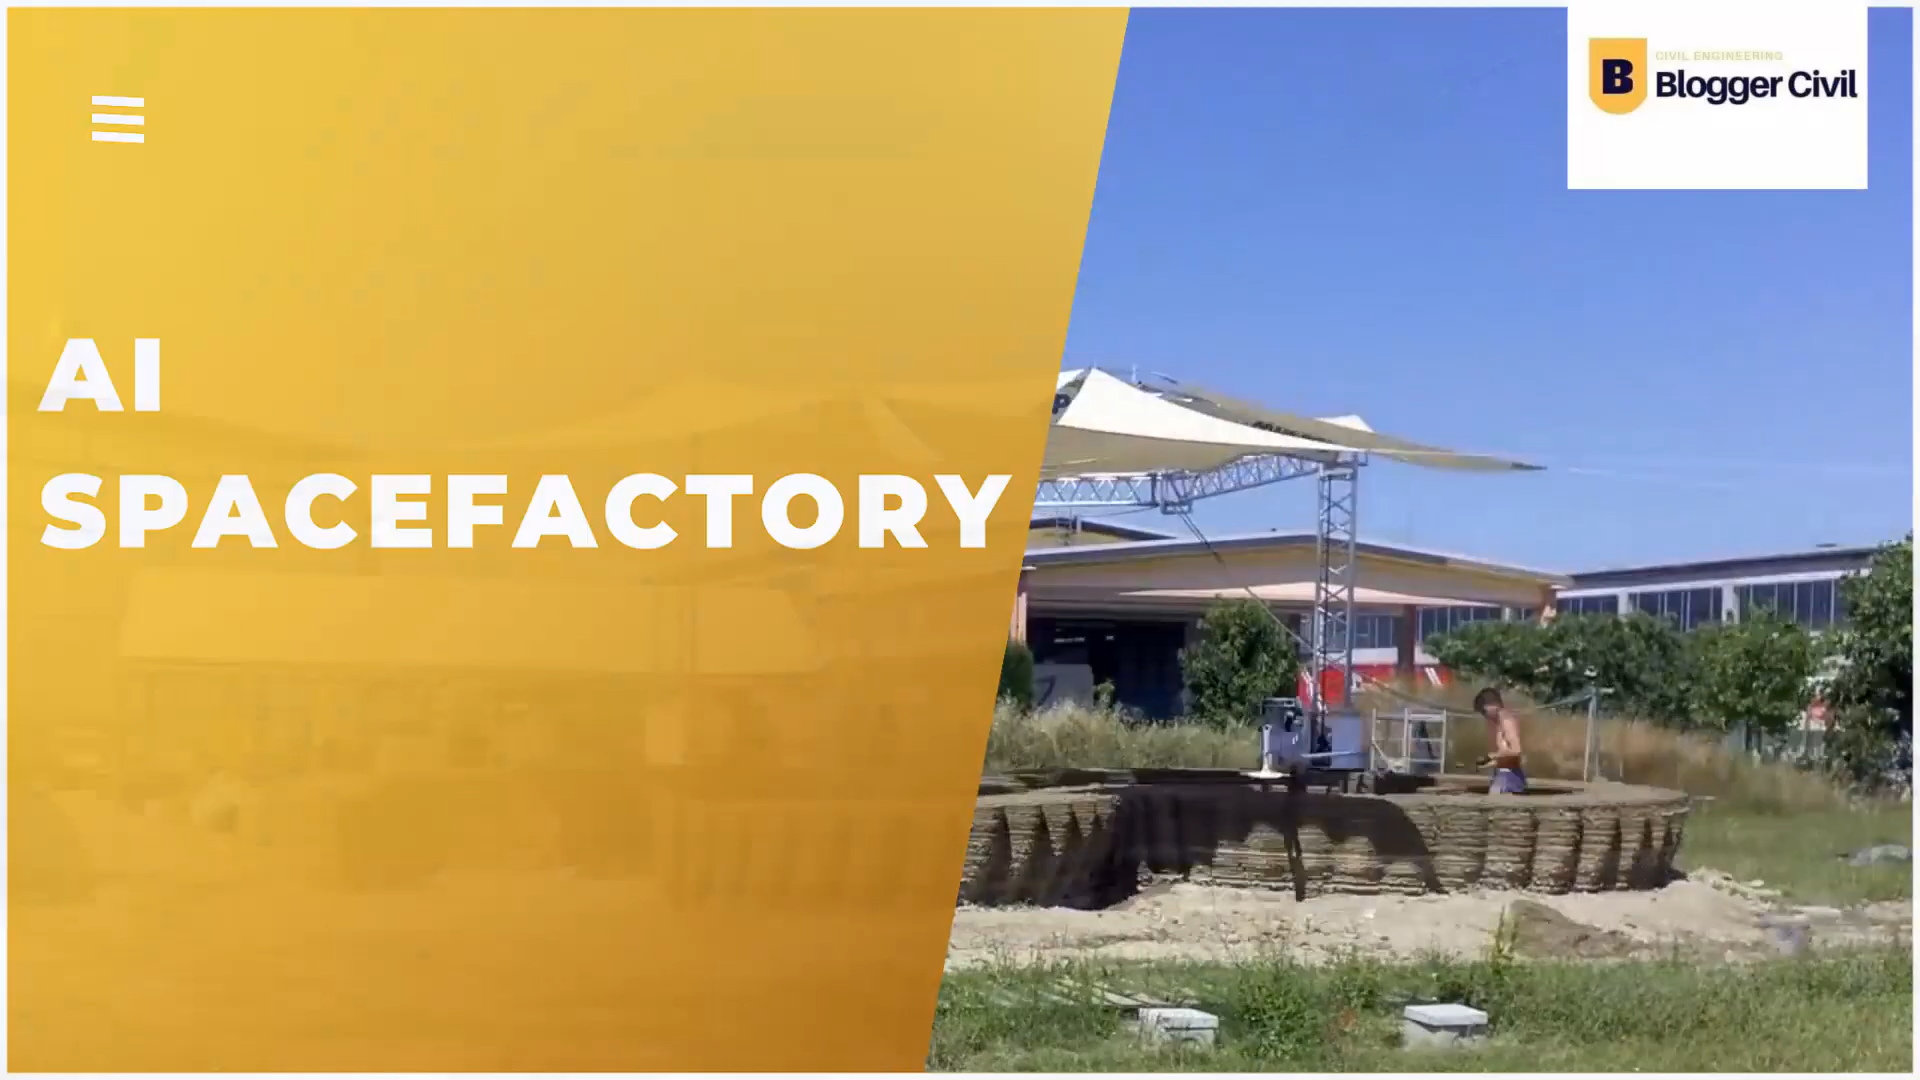 CIVIL ENGINEERING
B
Blogger Civil
AI
SPACEFACTORY